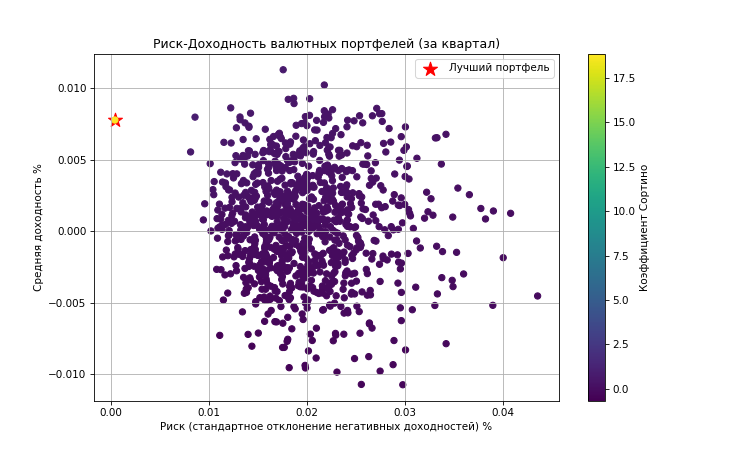 Риск-Доходность валютных портфелей (за квартал)
Лучший портфель
0.010
0.005
0.000
−0.005
−0.010
Средняя доходность %
0.00 0.01 0.02 0.03 0.04
Риск (стандартное отклонение негативных доходностей) %
17.5
15.0
12.5
10.0
7.5
5.0
2.5
0.0
Коэффициент Сортино